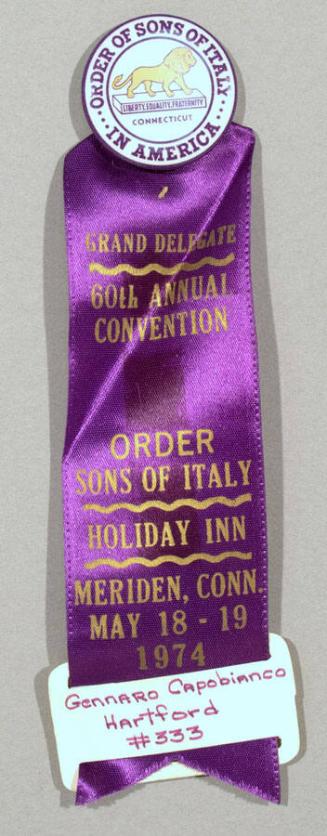 ORDER OF SONS OF ITALY
LIBERTY, EQUALITY, FRATERNITY
CONNECTICUT
IN AMERICA
GRAND DELEGATE
60th ANNUAL
CONVENTION
ORDER
SONS OF ITALY
HOLIDAY INN
MERIDEN, CONN.
MAY 18 - 19
1974
Gennaro Capobianco
Hartford
#333